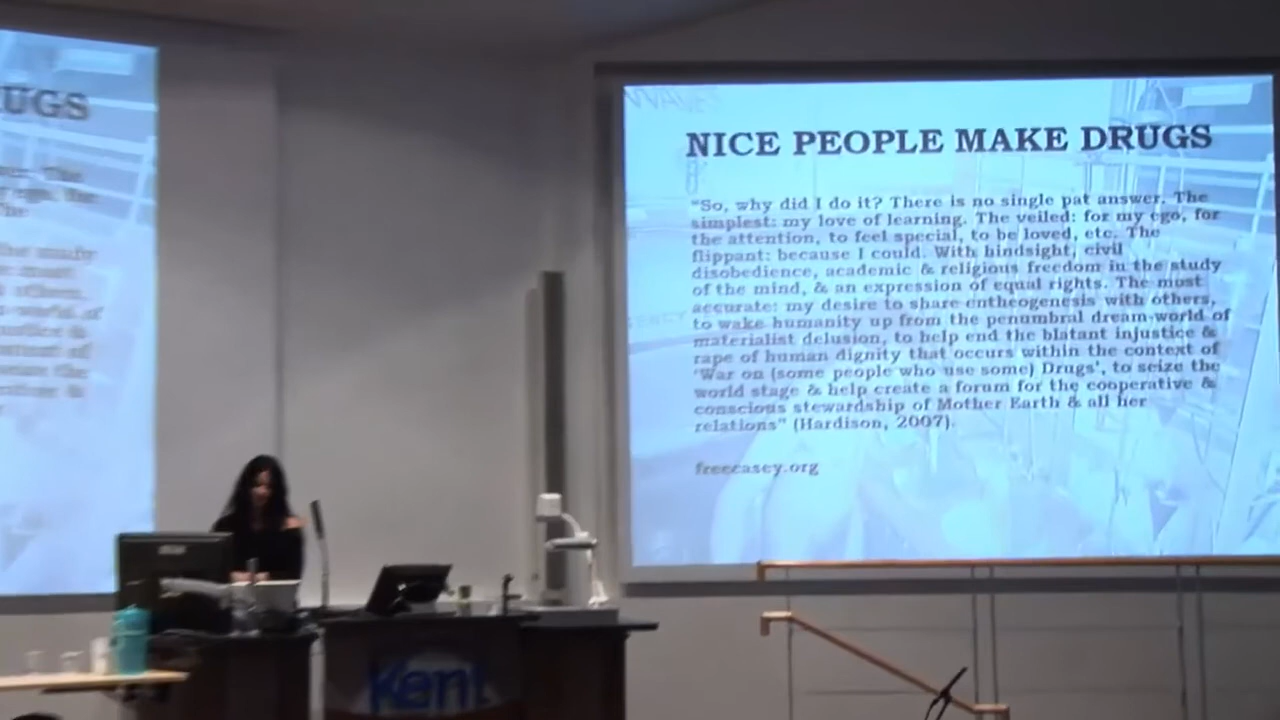 UGS
NICE PEOPLE MAKE DRUGS
"So, why did I do it? There is no single pat answer. The
simplest: my love of learning. The veiled: for my ego, for
the attention, to feel special, to be loved, etc. The
flippant: because I could. With hindsight, civil
disobedience, academic & religious freedom in the study
of the mind, & an expression of equal rights. The most
accurate: my desire to share entheogenesis with others,
to wake humanity up from the penumbral dream-world of
materialist delusion, to help end the blatant injustice &
rape of human dignity that occurs within the context of
'War on (some people who use some) Drugs', to seize the
world stage & help create a forum for the cooperative &
conscious stewardship of Mother Earth & all her
relations" (Hardison, 2007).
freecasey.org
Kent